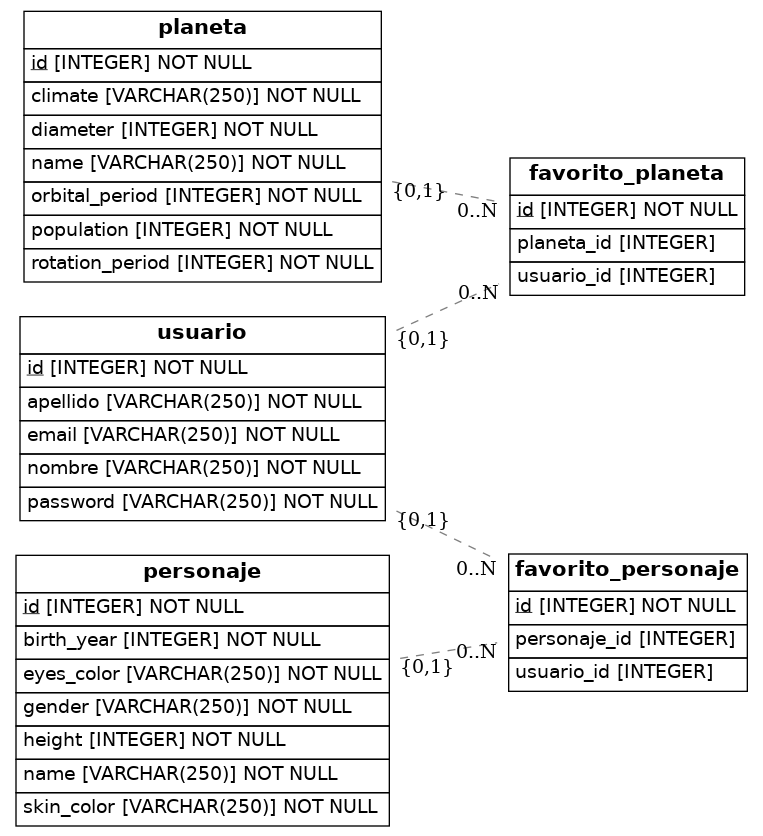 planeta
id [INTEGER] NOT NULL
climate [VARCHAR(250)] NOT NULL
diameter [INTEGER] NOT NULL
name [VARCHAR(250)] NOT NULL
orbital_period [INTEGER] NOT NULL
population [INTEGER] NOT NULL
rotation_period [INTEGER] NOT NULL
{0,1}
0..N
favorito_planeta
id [INTEGER] NOT NULL
planeta_id [INTEGER]
usuario_id [INTEGER]
0..N
{0,1}
usuario
id [INTEGER] NOT NULL
apellido [VARCHAR(250)] NOT NULL
email [VARCHAR(250)] NOT NULL
nombre [VARCHAR(250)] NOT NULL
password [VARCHAR(250)] NOT NULL
{0,1}
0..N
favorito_personaje
id [INTEGER] NOT NULL
personaje_id [INTEGER]
usuario_id [INTEGER]
0..N
{0,1}
personaje
id [INTEGER] NOT NULL
birth_year [INTEGER] NOT NULL
eyes_color [VARCHAR(250)] NOT NULL
gender [VARCHAR(250)] NOT NULL
height [INTEGER] NOT NULL
name [VARCHAR(250)] NOT NULL
skin_color [VARCHAR(250)] NOT NULL